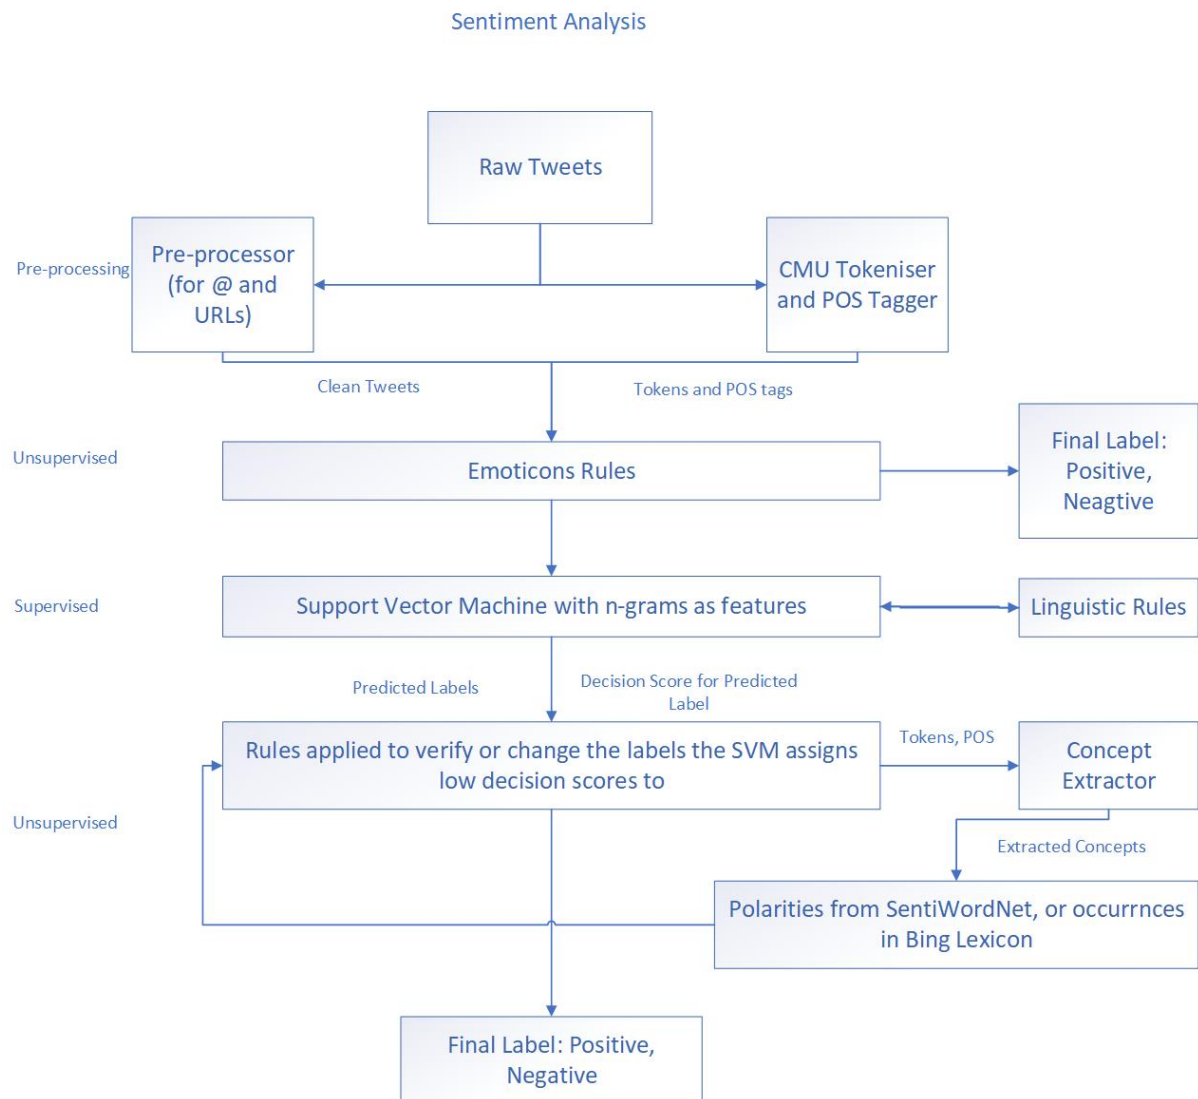 Sentiment Analysis
Raw Tweets
Pre-processing
Pre-processor
(for @ and
URLs)
CMU Tokeniser
and POS Tagger
Clean Tweets
Tokens and POS tags
Unsupervised
Emoticons Rules
Final Label:
Positive,
Neagtive
Supervised
Support Vector Machine with n-grams as features
Linguistic Rules
Predicted Labels
Decision Score for Predicted
Label
Rules applied to verify or change the labels the SVM assigns
low decision scores to
Tokens, POS
Concept
Extractor
Unsupervised
Extracted Concepts
Polarities from SentiWordNet, or occurrnces
in Bing Lexicon
Final Label: Positive,
Negative